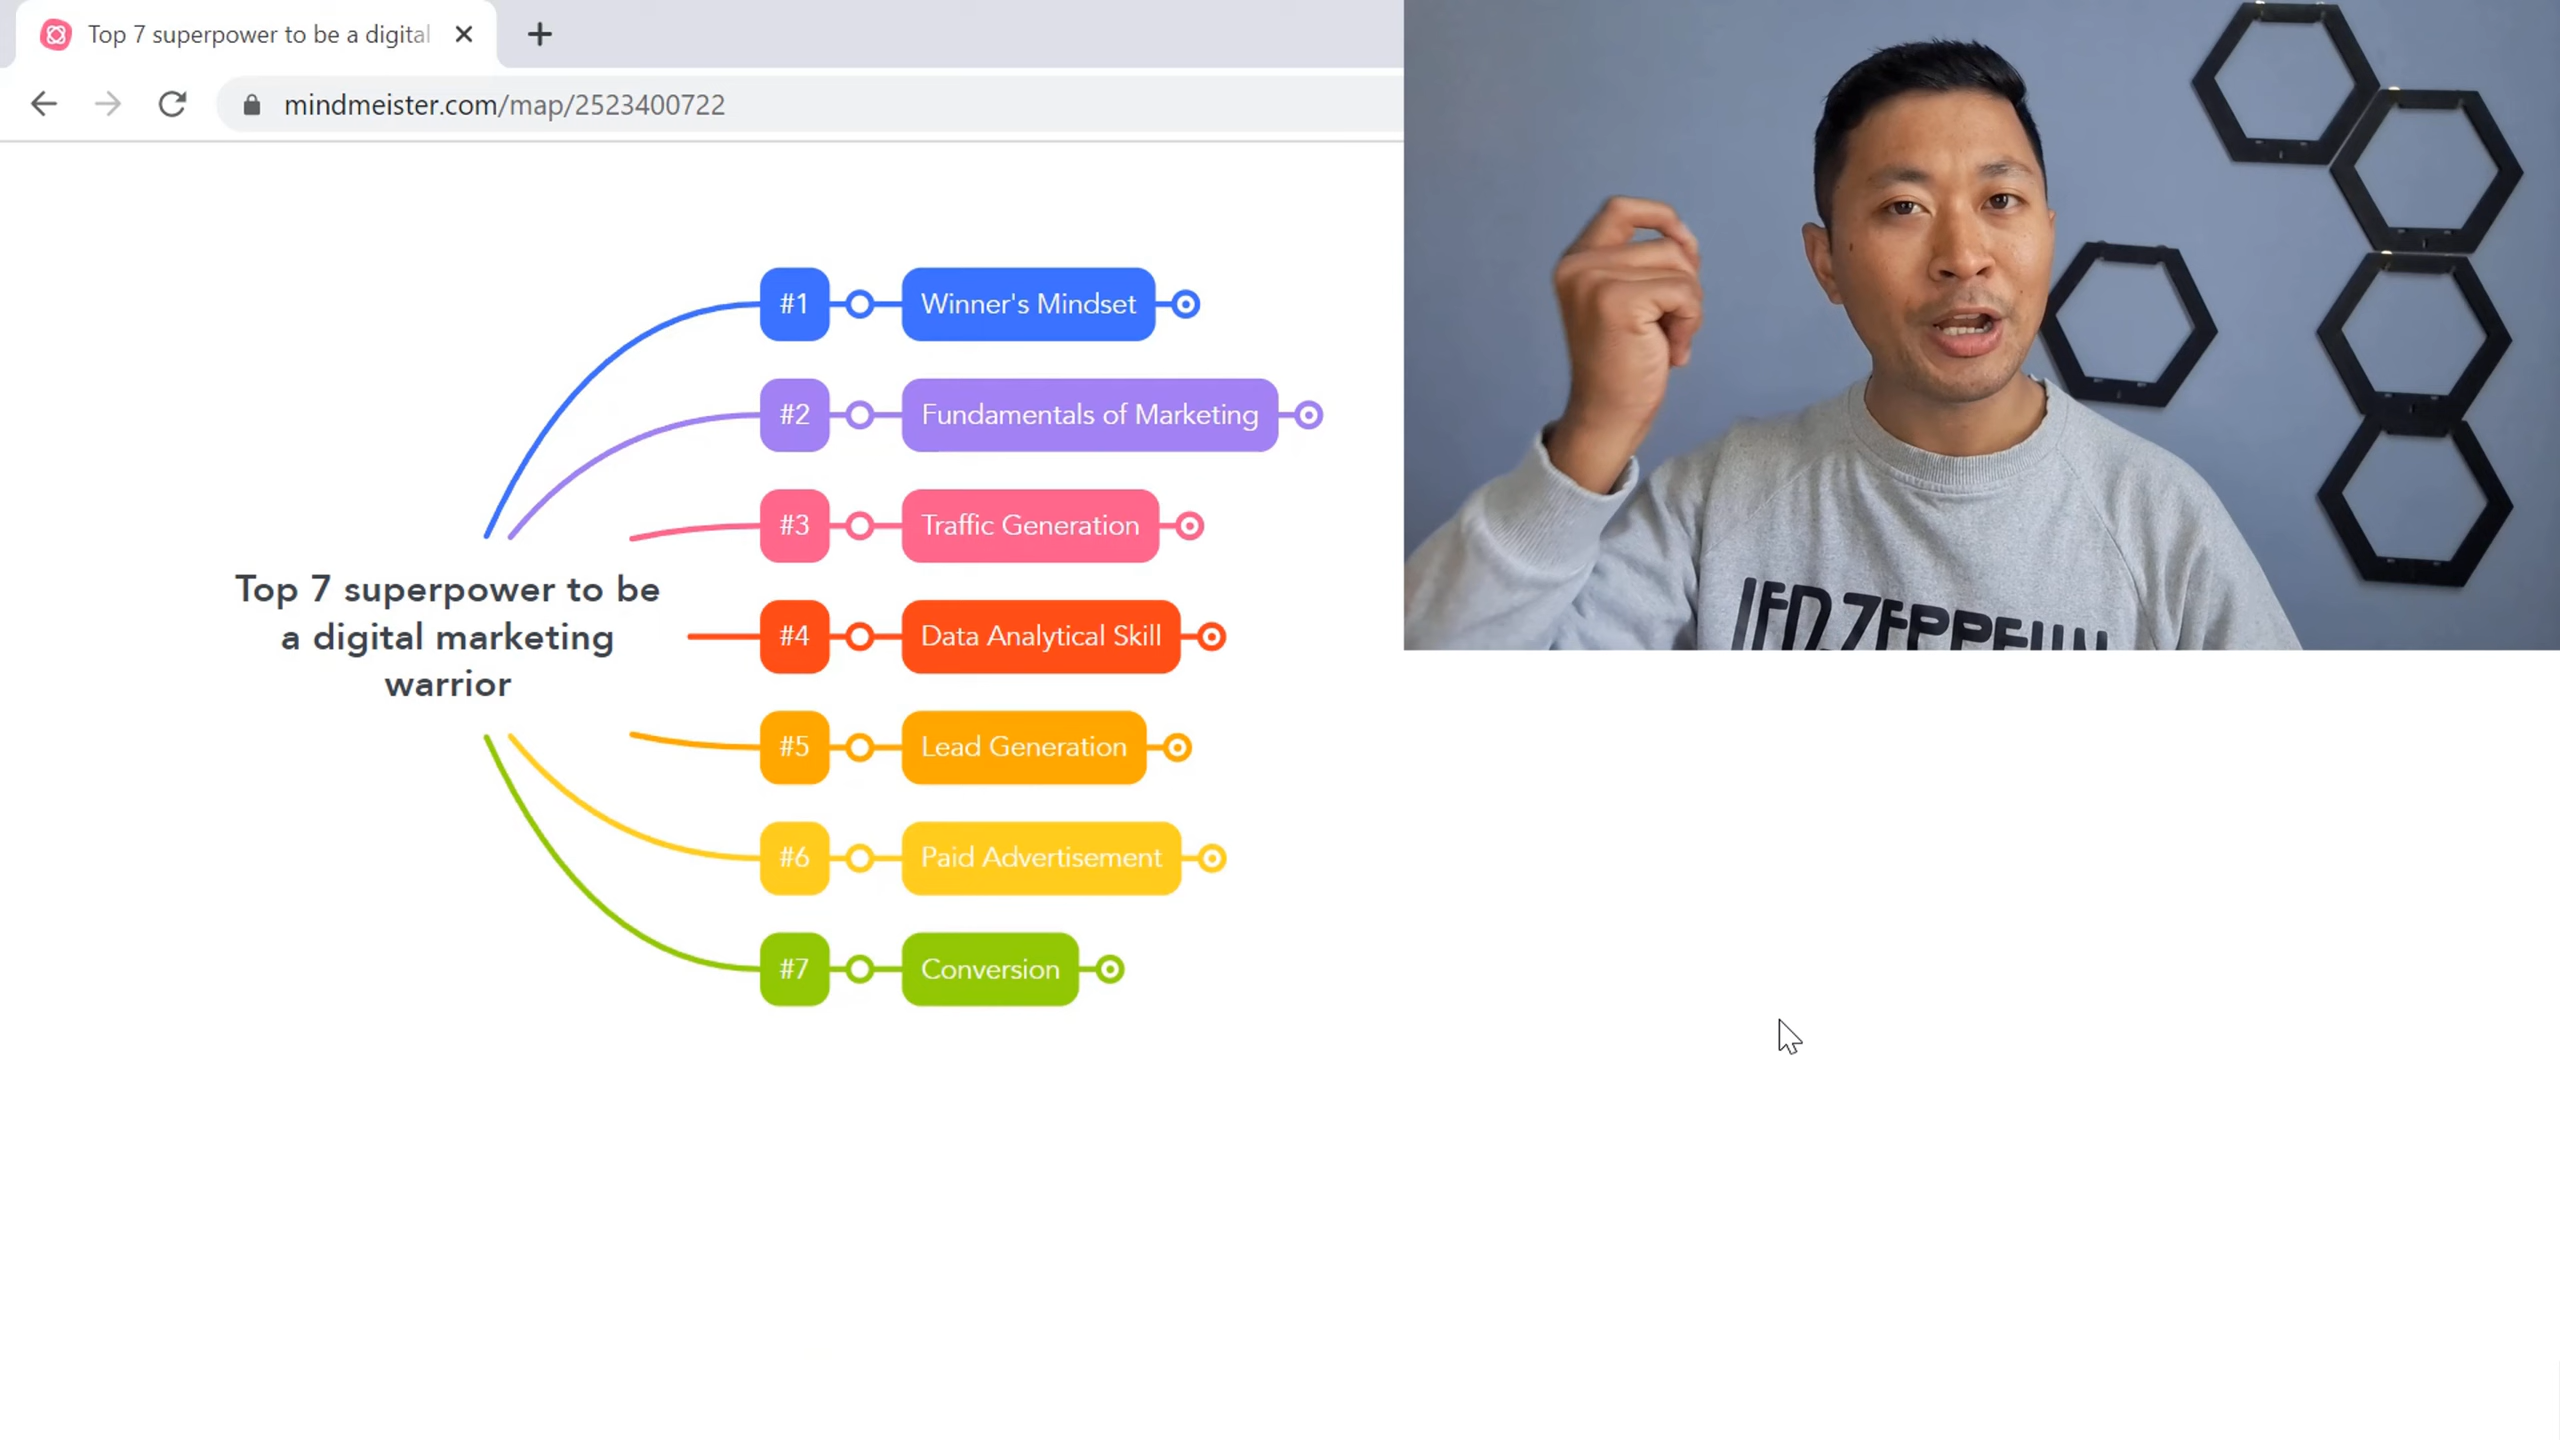 Top 7 superpower to be a digital
mindmeister.com/map/2523400722
#1 Winner's Mindset
#2 Fundamentals of Marketing
#3 Traffic Generation
Top 7 superpower to be
a digital marketing
warrior
#4 Data Analytical Skill
#5 Lead Generation
#6 Paid Advertisement
#7 Conversion
LED ZEPPELIN